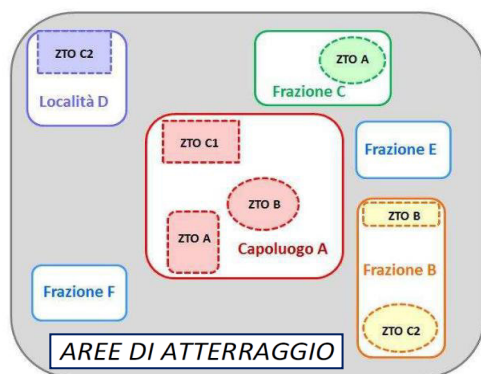 ZTO C2
Località D
ZTO A
Frazione C
ZTO C1
ZTO B
ZTO A
Capoluogo A
Frazione E
ZTO B
Frazione B
ZTO C2
Frazione F
AREE DI ATTERRAGGIO